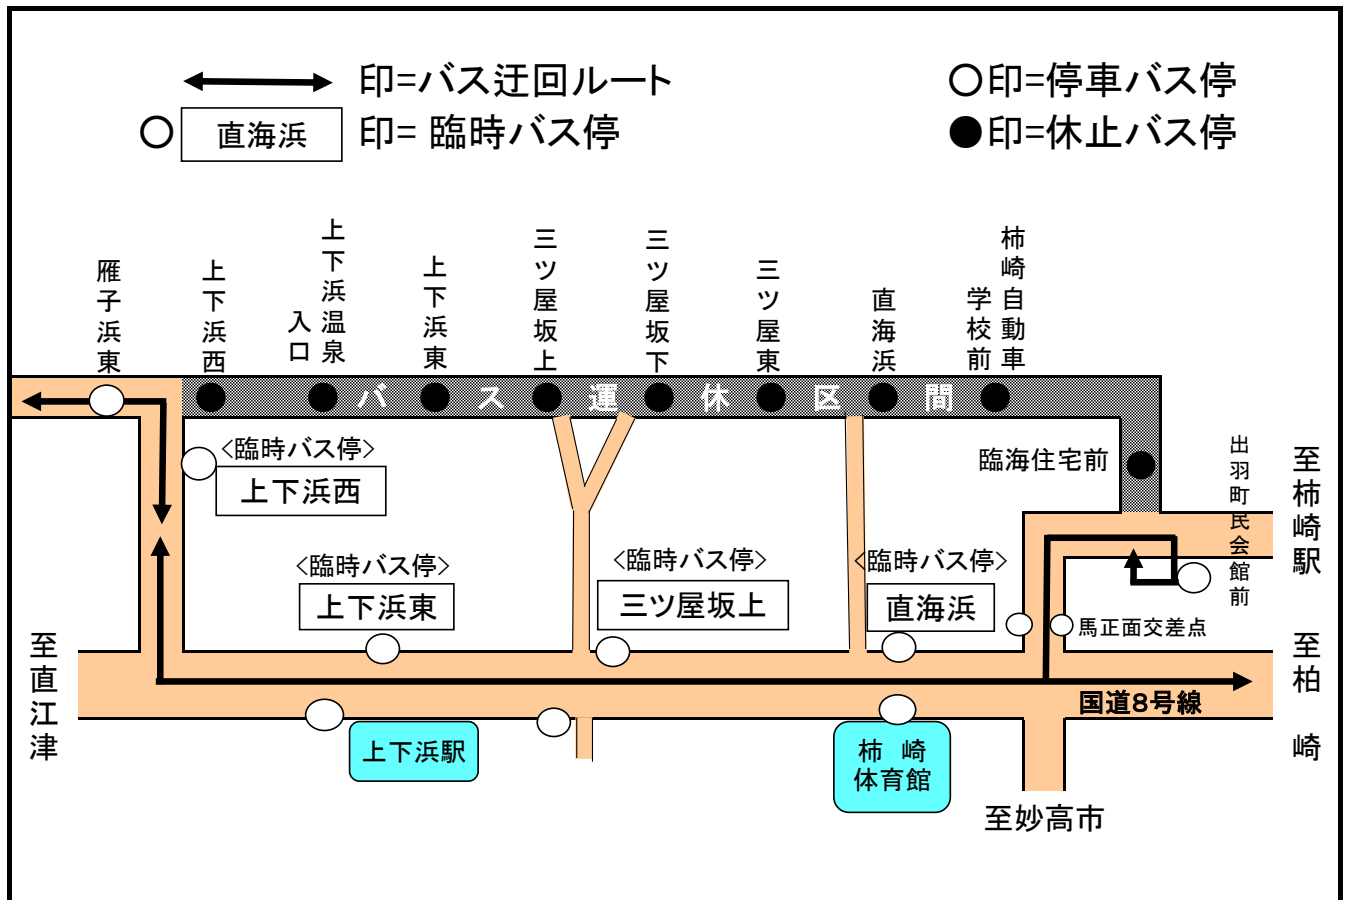 印=バス迂回ルート
○印=停車バス停
○ 直海浜 印= 臨時バス停
●印=休止バス停
雁子浜東
上下浜西
上下浜温泉
入口
上下浜東
三ツ屋坂上
三ツ屋坂下
三ツ屋東
直海浜
柿崎自動車
学校前
バス運休区間
<臨時バス停>
上下浜西
臨海住宅前
出羽町民会館前
至柿崎駅
<臨時バス停>
上下浜東
<臨時バス停>
三ツ屋坂上
<臨時バス停>
直海浜
馬正面交差点
至直江津
至柏 崎
国道8号線
上下浜駅
柿 崎
体育館
至妙高市